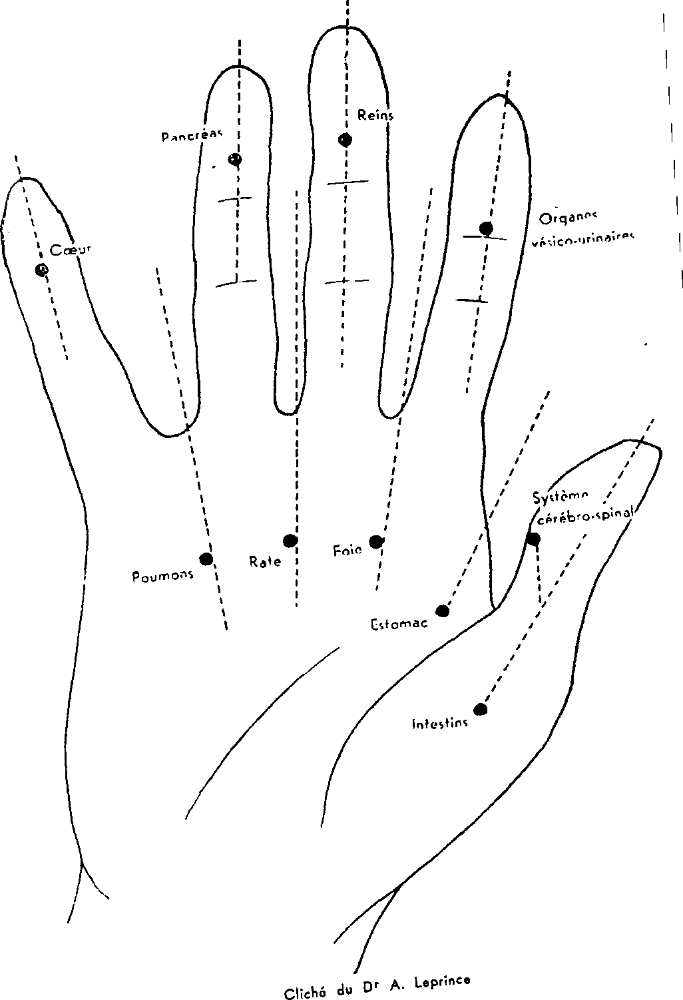 Reins
Pancréas
Organes
vésico-urinaires
Cœur
Système
cérébro-spinal
Foie
Rate
Poumons
Estomac
Intestins
Cliché du Dr A. Leprince